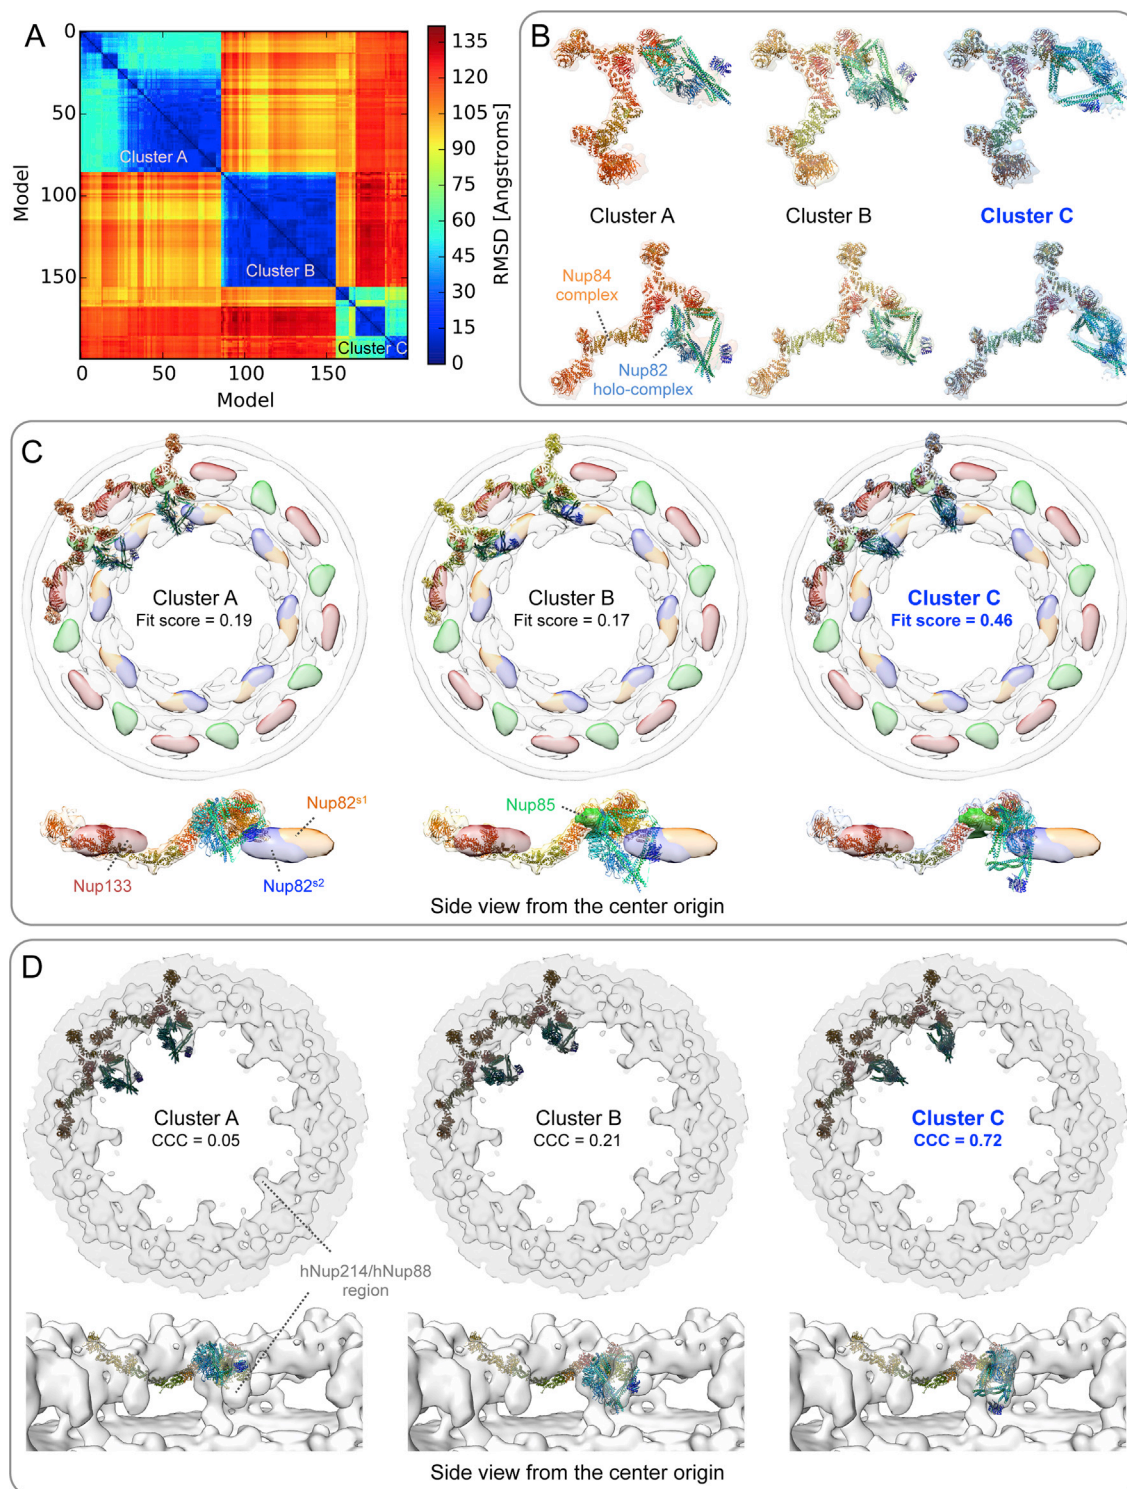 A
0
50
100
150
Model
Cluster A
Cluster B
Cluster C
0
50
100
150
Model
135
120
105
90
75
60
45
30
15
0
RMSD [Angstroms]
B
Cluster A
Cluster B
Cluster C
Nup84
complex
Nup82
holo-complex
C
Cluster A
Fit score = 0.19
Cluster B
Fit score = 0.17
Cluster C
Fit score = 0.46
Nup82s1
Nup85
Nup133
Nup82s2
Side view from the center origin
D
Cluster A
CCC = 0.05
Cluster B
CCC = 0.21
Cluster C
CCC = 0.72
hNup214/hNup88
region
Side view from the center origin